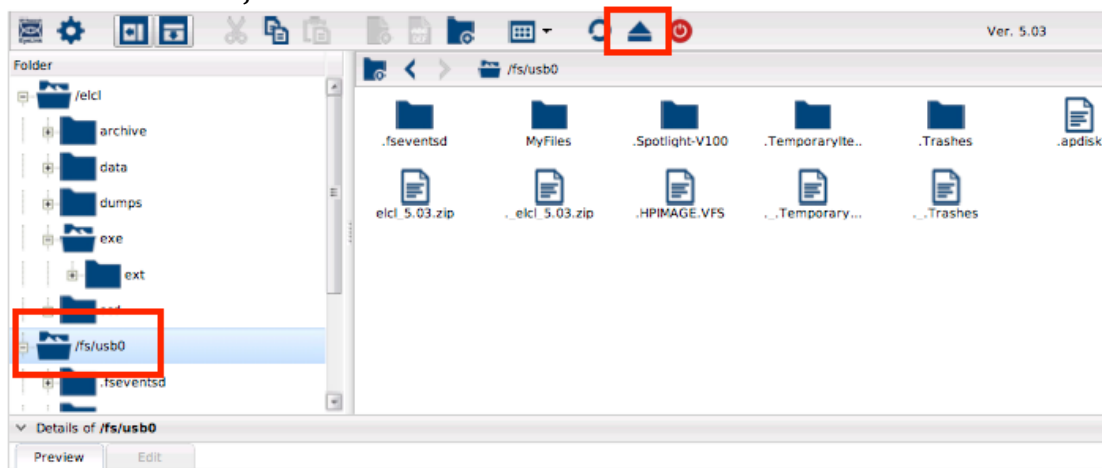 Ver. 5.03
Folder
/fs/usb0
/elcl
archive
data
dumps
exe
ext
/fs/usb0
.fseventsd
.fseventsd
MyFiles
.Spotlight-V100
.TemporaryIte..
.Trashes
.apdisk
elcl_5.03.zip
._elcl_5.03.zip
.HPIMAGE.VFS
._.Temporary...
._.Trashes
Details of /fs/usb0
Preview
Edit